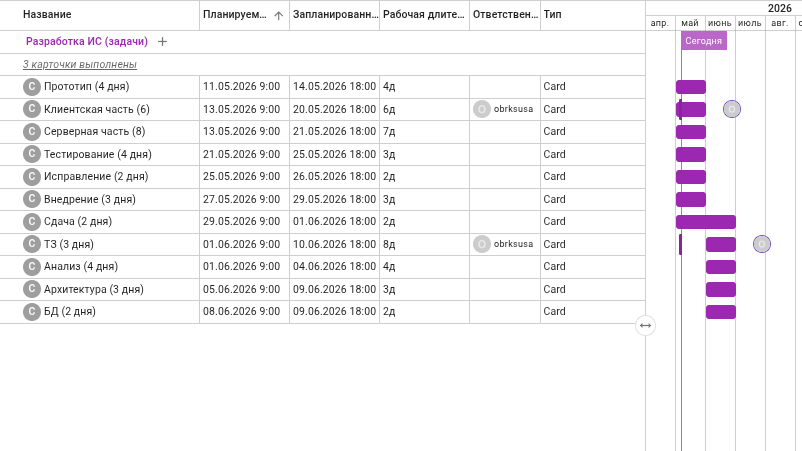 Название Планируем... Запланированн... Рабочая длите... Ответствен... Тип 2026
апр. май июнь июль авг.
Разработка ИС (задачи) + Сегодня
3 карточки выполнены
C Прототип (4 дня) 11.05.2026 9:00 14.05.2026 18:00 4д Card
C Клиентская часть (6) 13.05.2026 9:00 20.05.2026 18:00 6д O obrksusa Card O
C Серверная часть (8) 13.05.2026 9:00 21.05.2026 18:00 7д Card
C Тестирование (4 дня) 21.05.2026 9:00 25.05.2026 18:00 3д Card
C Исправление (2 дня) 25.05.2026 9:00 26.05.2026 18:00 2д Card
C Внедрение (3 дня) 27.05.2026 9:00 29.05.2026 18:00 3д Card
C Сдача (2 дня) 29.05.2026 9:00 01.06.2026 18:00 2д Card
C ТЗ (3 дня) 01.06.2026 9:00 10.06.2026 18:00 8д O obrksusa Card O
C Анализ (4 дня) 01.06.2026 9:00 04.06.2026 18:00 4д Card
C Архитектура (3 дня) 05.06.2026 9:00 09.06.2026 18:00 3д Card
C БД (2 дня) 08.06.2026 9:00 09.06.2026 18:00 2д Card